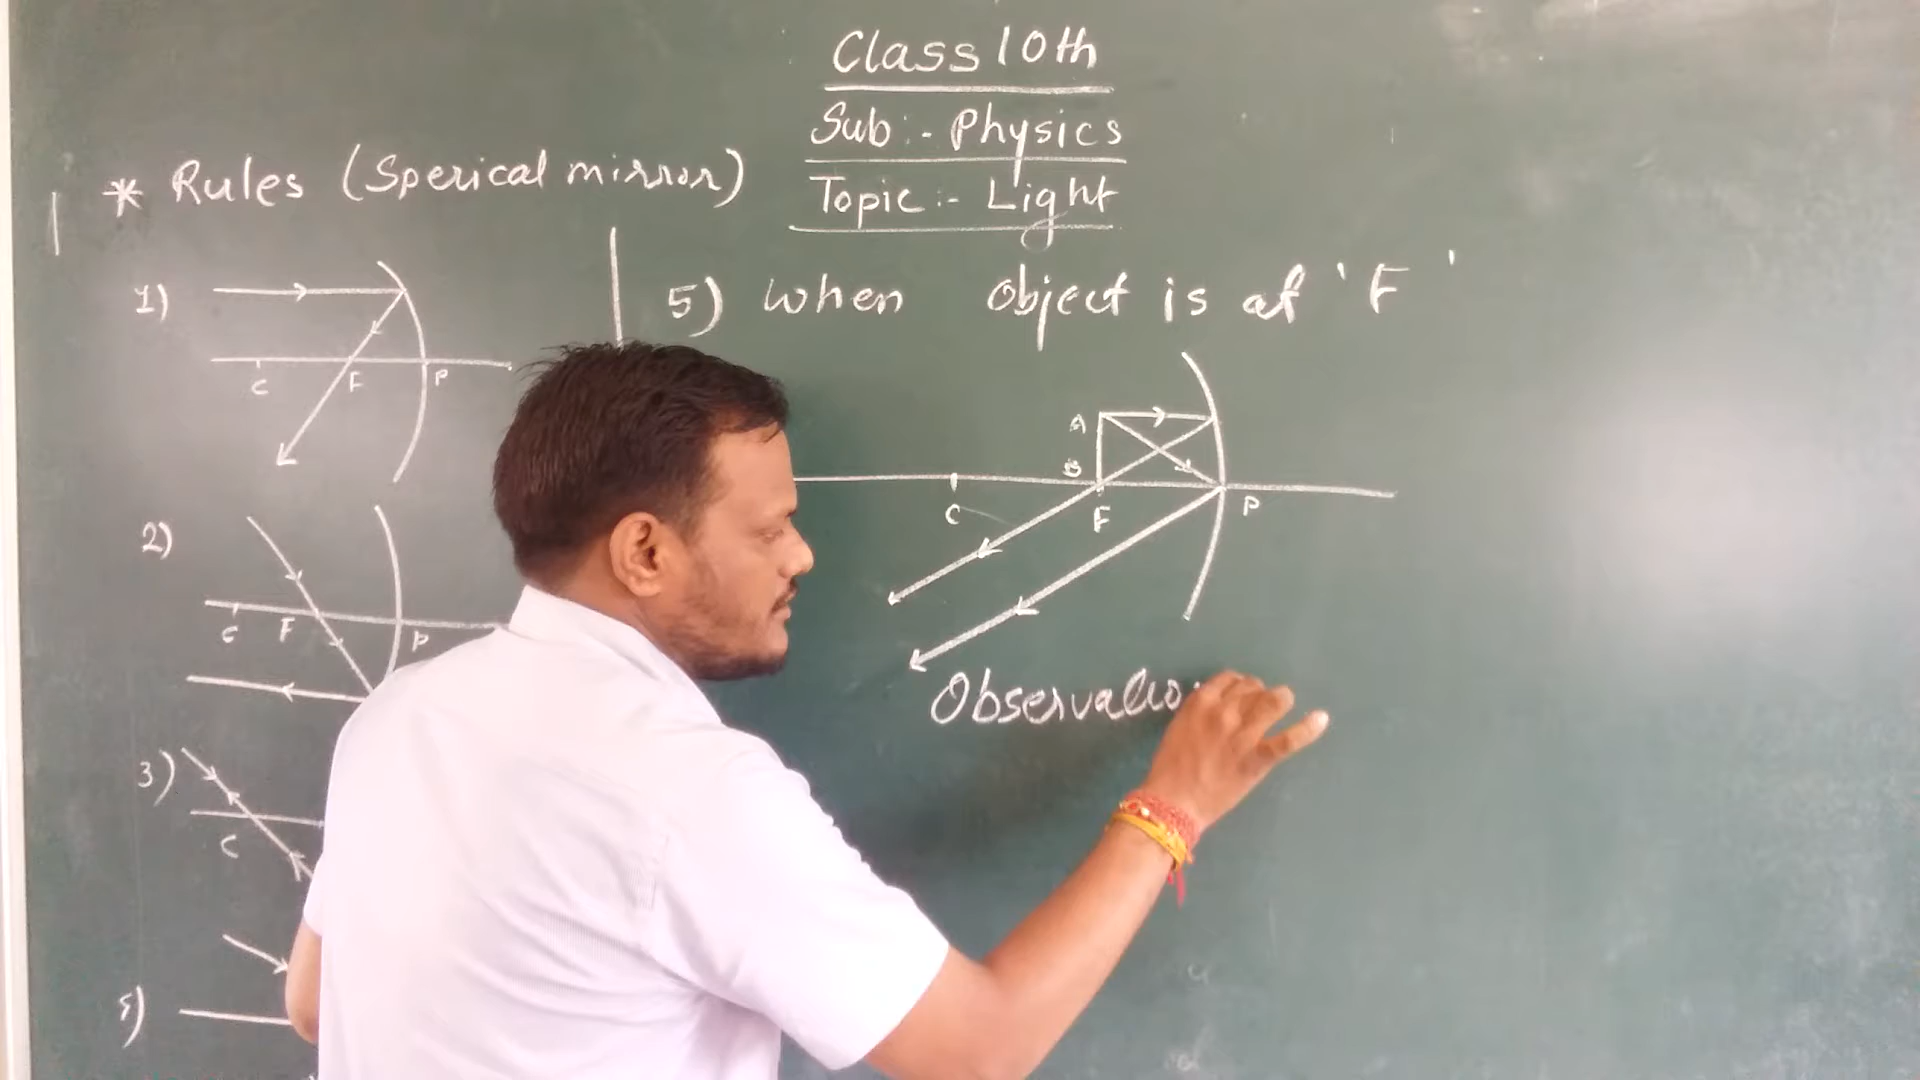 Class 10th
Sub:- Physics
Topic:- Light
* Rules (Sperical mirror)
1)
C F P
2)
C F P
3)
C
5) When object is at 'F'
A
B
C F P
Observatio